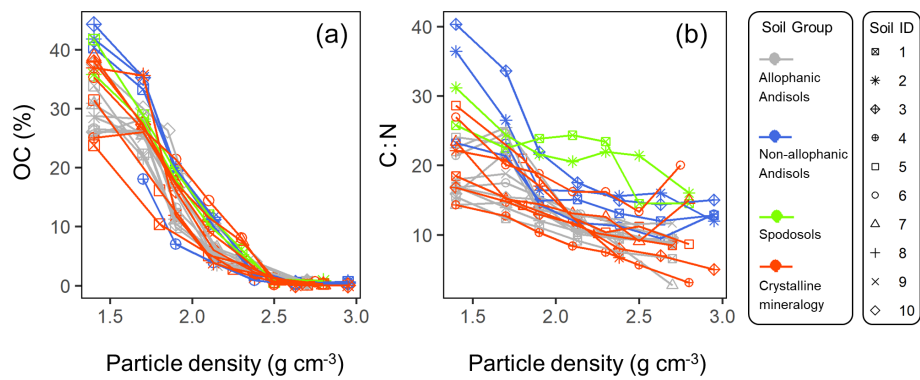 (a)
OC (%)
40
30
20
10
0
1.5 2.0 2.5 3.0
Particle density (g cm-3)
(b)
C:N
40
30
20
10
1.5 2.0 2.5 3.0
Particle density (g cm-3)
Soil Group
Allophanic
Andisols
Non-allophanic
Andisols
Spodosols
Crystalline
mineralogy
Soil ID
1
2
3
4
5
6
7
8
9
10